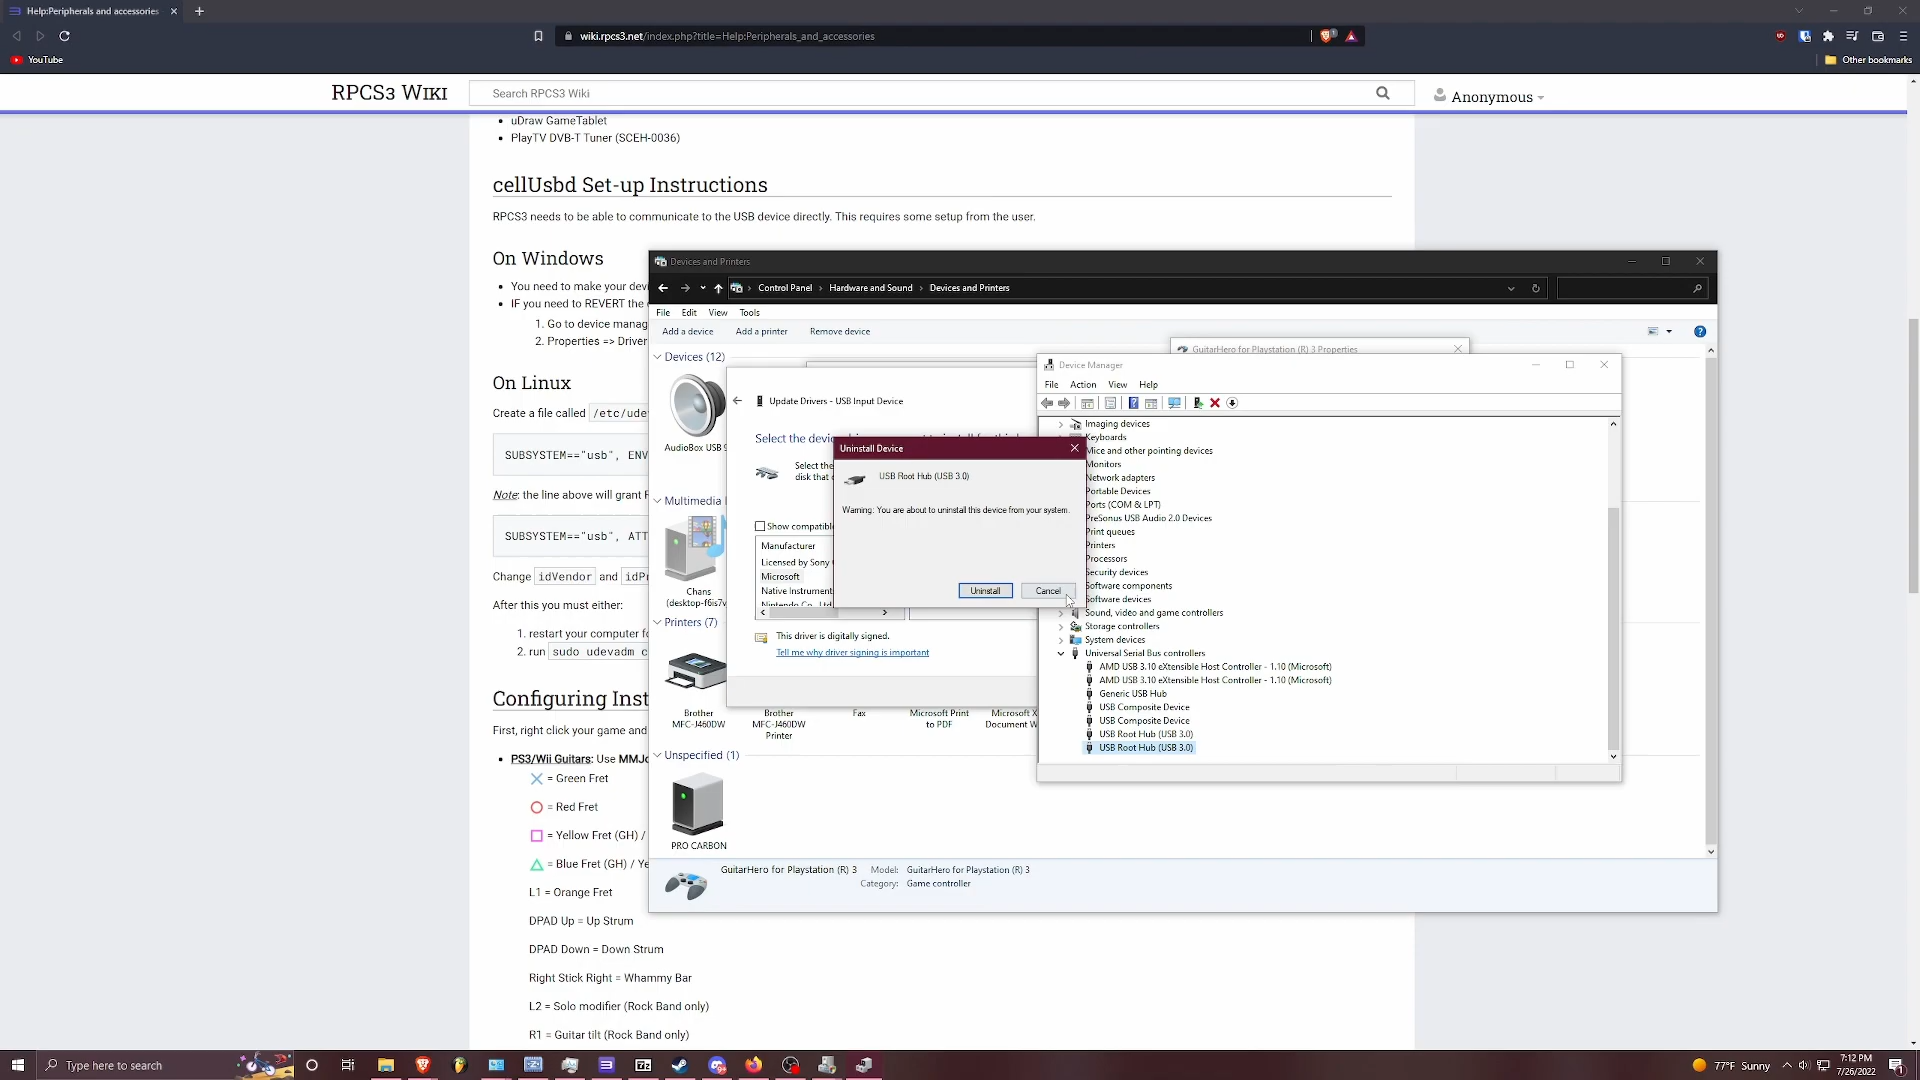 Help:Peripherals and accessories
wiki.rpcs3.net/index.php?title=Help:Peripherals_and_accessories
YouTube
Other bookmarks
RPCS3 Wiki
Search RPCS3 Wiki
Anonymous
uDraw GameTablet
PlayTV DVB-T Tuner (SCEH-0036)
cellUsbd Set-up Instructions
RPCS3 needs to be able to communicate to the USB device directly. This requires some setup from the user.
On Windows
You need to make your devi
IF you need to REVERT the
1. Go to device manag
2. Properties => Driver
On Linux
Create a file called /etc/ude
SUBSYSTEM=="usb", ENV
Note: the line above will grant
SUBSYSTEM=="usb", ATT
Change idVendor and idPr
After this you must either:
1. restart your computer fo
2. run sudo udevadm c
Configuring Inst
First, right click your game and
PS3/Wii Guitars: Use MMJo
= Green Fret
= Red Fret
= Yellow Fret (GH) /
= Blue Fret (GH) / Ye
L1 = Orange Fret
DPAD Up = Up Strum
DPAD Down = Down Strum
Right Stick Right = Whammy Bar
L2 = Solo modifier (Rock Band only)
R1 = Guitar tilt (Rock Band only)
Devices and Printers
Control Panel > Hardware and Sound > Devices and Printers
File Edit View Tools
Add a device Add a printer Remove device
Devices (12)
AudioBox USB 9
Multimedia
Chans
(desktop-f6is7v
Printers (7)
Brother
MFC-J460DW
Brother
MFC-J460DW
Printer
Fax
Microsoft Print
to PDF
Microsoft X
Document W
Unspecified (1)
PRO CARBON
GuitarHero for Playstation (R) 3 Model: GuitarHero for Playstation (R) 3
Category: Game controller
GuitarHero for Playstation (R) 3 Properties
Update Drivers - USB Input Device
Select the devic
Select the
disk that
Show compatible
Manufacturer
Licensed by Sony
Microsoft
Native Instrument
Nintendo Co., Ltd
This driver is digitally signed.
Tell me why driver signing is important
Uninstall Device
USB Root Hub (USB 3.0)
Warning: You are about to uninstall this device from your system.
Uninstall Cancel
Device Manager
File Action View Help
Imaging devices
Keyboards
Mice and other pointing devices
Monitors
Network adapters
Portable Devices
Ports (COM & LPT)
PreSonus USB Audio 2.0 Devices
Print queues
Printers
Processors
Security devices
Software components
Software devices
Sound, video and game controllers
Storage controllers
System devices
Universal Serial Bus controllers
AMD USB 3.10 eXtensible Host Controller - 1.10 (Microsoft)
AMD USB 3.10 eXtensible Host Controller - 1.10 (Microsoft)
Generic USB Hub
USB Composite Device
USB Composite Device
USB Root Hub (USB 3.0)
USB Root Hub (USB 3.0)
Type here to search
77°F Sunny
7:12 PM
7/26/2022